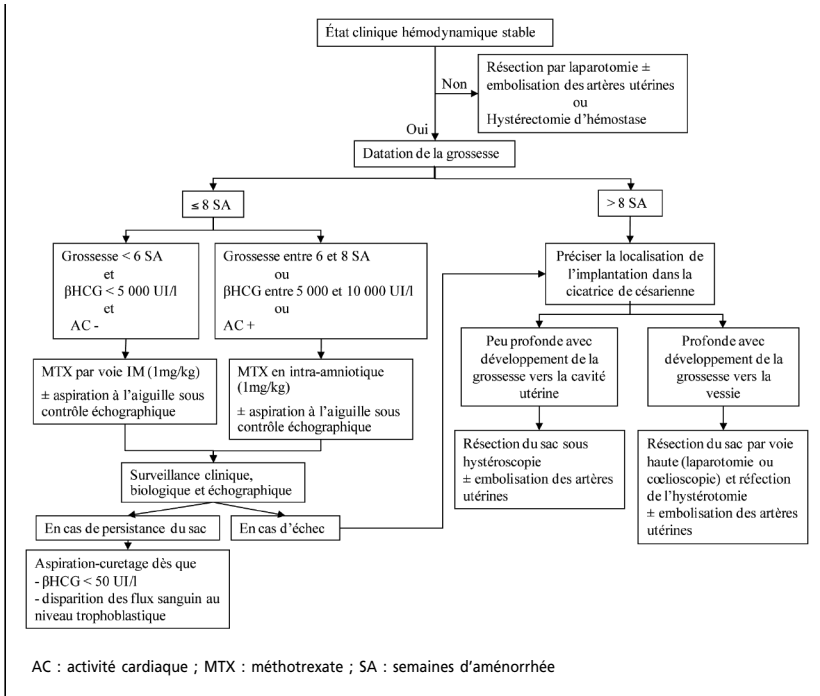 État clinique hémodynamique stable
Non
Résection par laparotomie ±
embolisation des artères utérines
ou
Hystérectomie d'hémostase
Oui
Datation de la grossesse
≤ 8 SA
> 8 SA
Grossesse < 6 SA
et
βHCG < 5 000 UI/l
et
AC -
Grossesse entre 6 et 8 SA
ou
βHCG entre 5 000 et 10 000 UI/l
ou
AC +
Préciser la localisation de
l'implantation dans la
cicatrice de césarienne
MTX par voie IM (1mg/kg)
± aspiration à l'aiguille sous
contrôle échographique
MTX en intra-amniotique
(1mg/kg)
± aspiration à l'aiguille sous
contrôle échographique
Peu profonde avec
développement de la
grossesse vers la cavité
utérine
Profonde avec
développement de la
grossesse vers la
vessie
Surveillance clinique,
biologique et échographique
Résection du sac sous
hystéroscopie
± embolisation des artères
utérines
Résection du sac par voie
haute (laparotomie ou
cœlioscopie) et réfection
de l'hystérotomie
± embolisation des artères
utérines
En cas de persistance du sac
En cas d'échec
Aspiration-curetage dès que
- βHCG < 50 UI/l
- disparition des flux sanguin au
niveau trophoblastique
AC : activité cardiaque ; MTX : méthotrexate ; SA : semaines d'aménorrhée